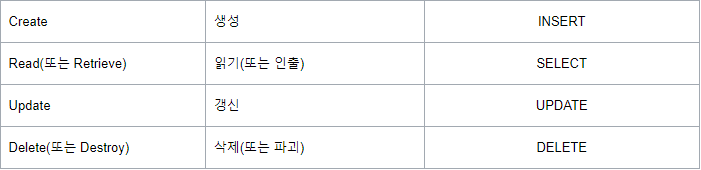 Create 생성 INSERT
Read(또는 Retrieve) 읽기(또는 인출) SELECT
Update 갱신 UPDATE
Delete(또는 Destroy) 삭제(또는 파괴) DELETE